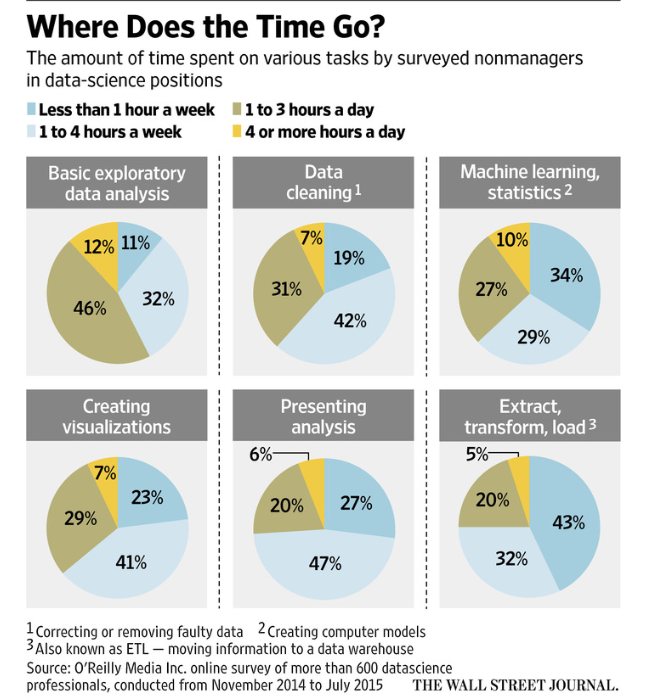 Where Does the Time Go?
The amount of time spent on various tasks by surveyed nonmanagers
in data-science positions
Less than 1 hour a week
1 to 3 hours a day
1 to 4 hours a week
4 or more hours a day
Basic exploratory
data analysis
12%
11%
46%
32%
Data
cleaning 1
7%
19%
31%
42%
Machine learning,
statistics 2
10%
34%
27%
29%
Creating
visualizations
7%
23%
29%
41%
Presenting
analysis
6%
27%
20%
47%
Extract,
transform, load 3
5%
43%
20%
32%
1 Correcting or removing faulty data 2 Creating computer models
3 Also known as ETL — moving information to a data warehouse
Source: O'Reilly Media Inc. online survey of more than 600 datascience
professionals, conducted from November 2014 to July 2015
THE WALL STREET JOURNAL.